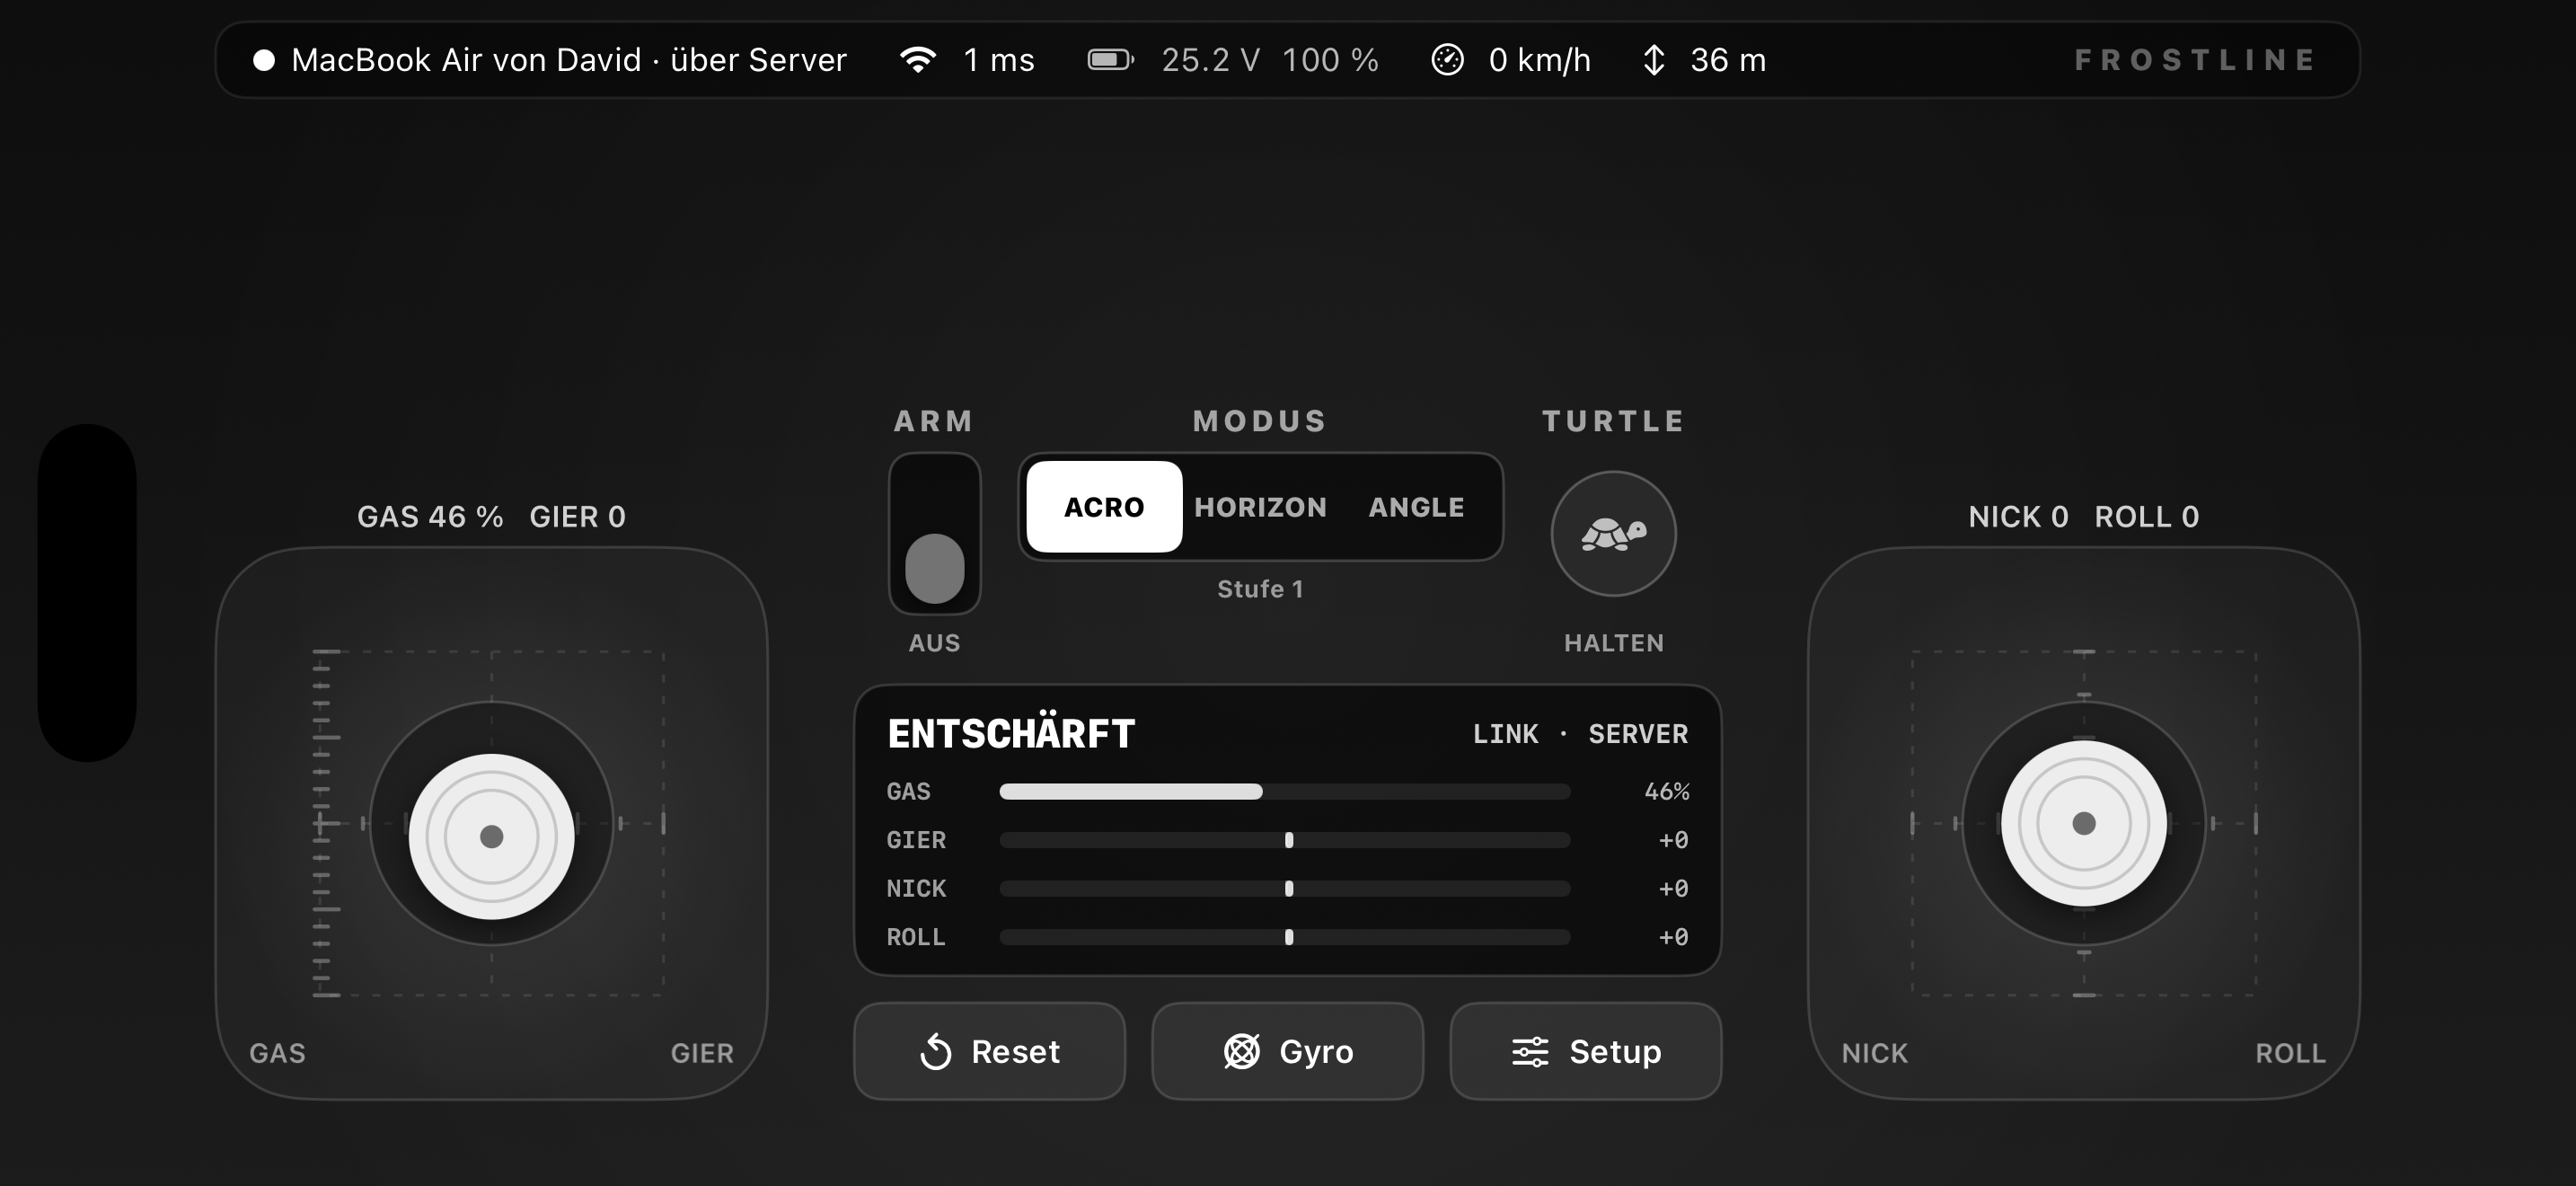 MacBook Air von David · über Server 1 ms 25.2 V 100 % 0 km/h 36 m FROSTLINE
ARM MODUS TURTLE
ACRO HORIZON ANGLE
Stufe 1
AUS HALTEN
GAS 46 % GIER 0
NICK 0 ROLL 0
ENTSCHÄRFT LINK · SERVER
GAS 46%
GIER +0
NICK +0
ROLL +0
GAS GIER
Reset Gyro Setup
NICK ROLL